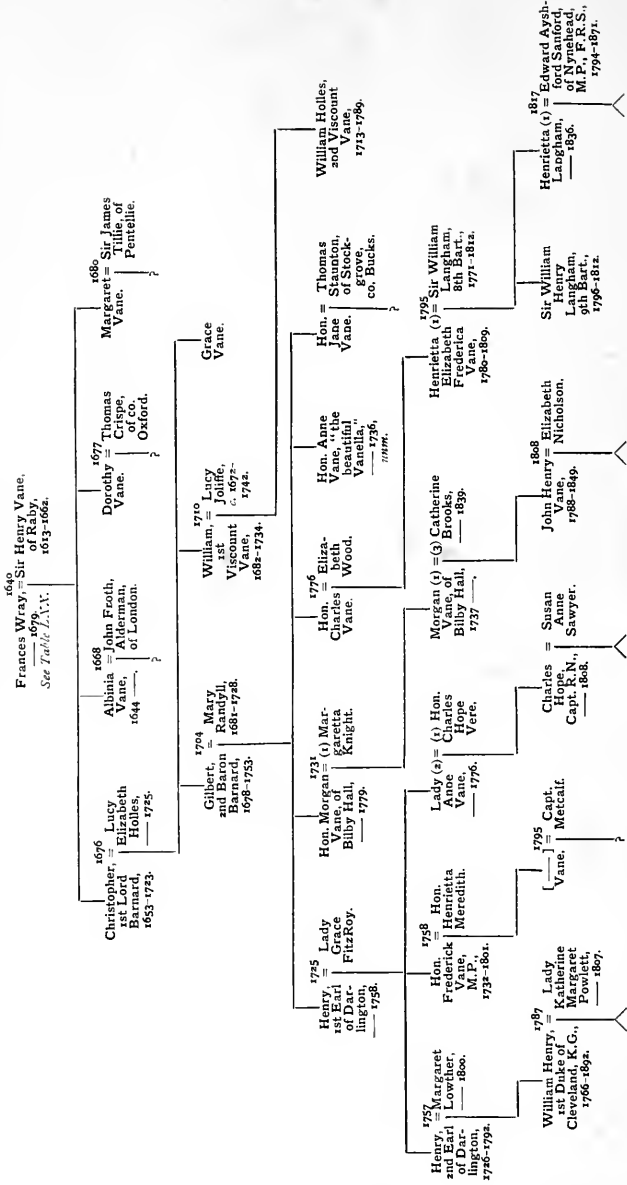 1640
Frances Wray, = Sir Henry Vane,
—— 1679. of Raby,
See Table LXX. 1613-1662.
1676
Christopher, = Lucy
1st Lord Elizabeth
Barnard, Holles,
1653-1723. —— 1725.
1668
Albinia = John Froth,
Vane, Alderman,
1644 ——. of London.
?
1677
Dorothy = Thomas
Vane. Crispe,
of co.
Oxford.
?
1680
Margaret = Sir James
Vane. Tillie, of
Pentellie.
?
1704
Gilbert, = Mary
2nd Baron Randyll,
Barnard, 1681-1728.
1678-1753.
1710
William, = Lucy
1st Joliffe,
Viscount c. 1672-
Vane, 1742.
1682-1734.
Grace
Vane.
1725
Henry, = Lady
1st Earl Grace
of Dar- FitzRoy.
lington,
—— 1758.
1731
Hon. Morgan = (1) Mar-
Vane, of garetta
Bilby Hall, Knight.
—— 1779.
1776
Hon. = Eliza-
Charles beth
Vane. Wood.
Hon. Anne
Vane, "the
beautiful
Vanella,"
—— 1736,
unm.
Hon. = Thomas
Jane Staunton,
Vane. of Stock-
grove,
co. Bucks.
?
William Holles,
2nd Viscount
Vane,
1713-1789.
1757
Henry, = Margaret
2nd Earl Lowther,
of Dar- —— 1800.
lington,
1726-1792.
1758
Hon. = Hon.
Frederick Henrietta
Vane, Meredith.
M.P.,
1732-1801.
Lady (2) = (1) Hon.
Anne Charles
Vane, Hope
—— 1776. Vere.
Morgan (1) = (3) Catherine
Vane, of Brooks,
Bilby Hall, —— 1839.
1737 ——.
1795
Henrietta (1) = Sir William
Elizabeth Langham,
Frederica 8th Bart.,
Vane, 1771-1812.
1780-1809.
1787
William Henry, = Lady
1st Duke of Katherine
Cleveland, K.G., Margaret
1766-1892. Powlett,
—— 1807.
1795
[——] = Capt.
Vane. Metcalf.
?
Charles = Susan
Hope, Anne
Capt. R.N., Sawyer.
—— 1808.
1808
John Henry = Elizabeth
Vane, Nicholson.
1788-1849.
Sir William
Henry
Langham,
9th Bart.,
1796-1812.
1817
Henrietta (1) = Edward Aysh-
Langham, ford Sanford,
—— 1836. of Nynehead,
M.P., F.R.S.,
1794-1871.